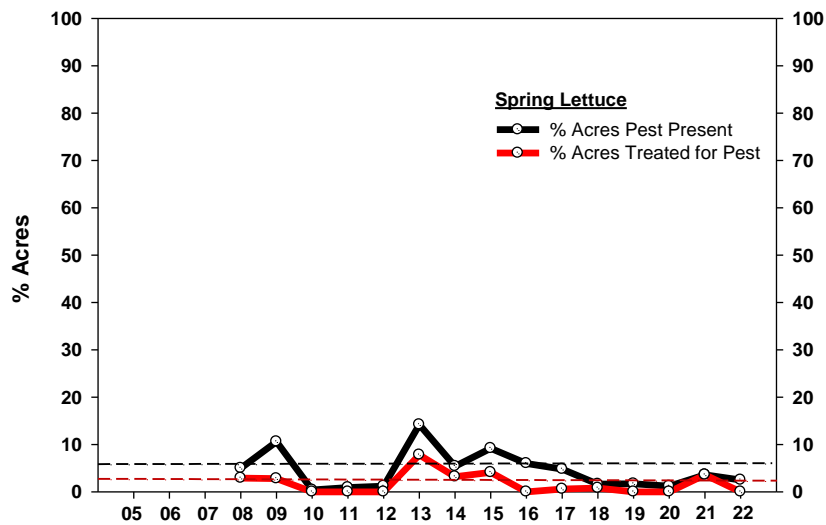 100 100
90 90
Spring Lettuce
80 80
% Acres Pest Present
% Acres Treated for Pest
70 70
60 60
% Acres
50 50
40 40
30 30
20 20
10 10
0 0
05 06 07 08 09 10 11 12 13 14 15 16 17 18 19 20 21 22